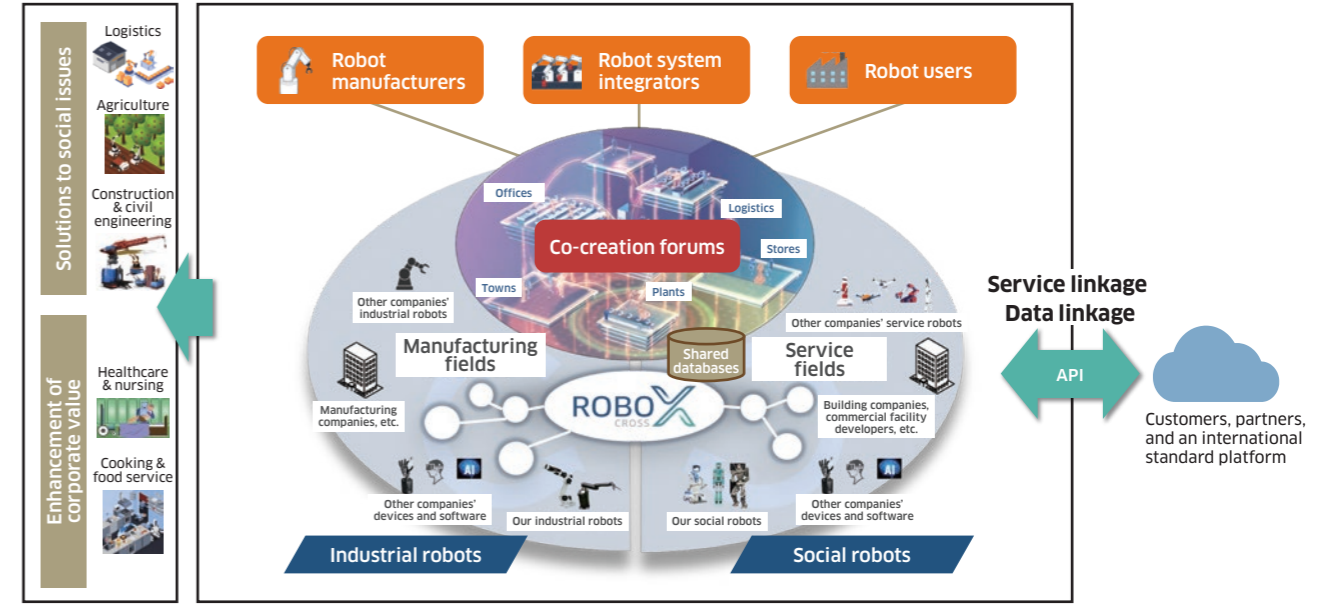 Solutions to social issues
Logistics
Agriculture
Construction
& civil
engineering
Enhancement of
corporate value
Healthcare
& nursing
Cooking &
food service
Robot
manufacturers
Robot system
integrators
Robot users
Offices
Logistics
Co-creation forums
Stores
Towns
Plants
Other companies'
industrial robots
Other companies' service robots
Manufacturing
fields
Shared
databases
Service
fields
Manufacturing
companies, etc.
ROBO X
CROSS
Building companies,
commercial facility
developers, etc.
AI
Other companies'
devices and software
Our industrial robots
Our social robots
AI
Other companies'
devices and software
Industrial robots
Social robots
Service linkage
Data linkage
API
Customers, partners,
and an international
standard platform